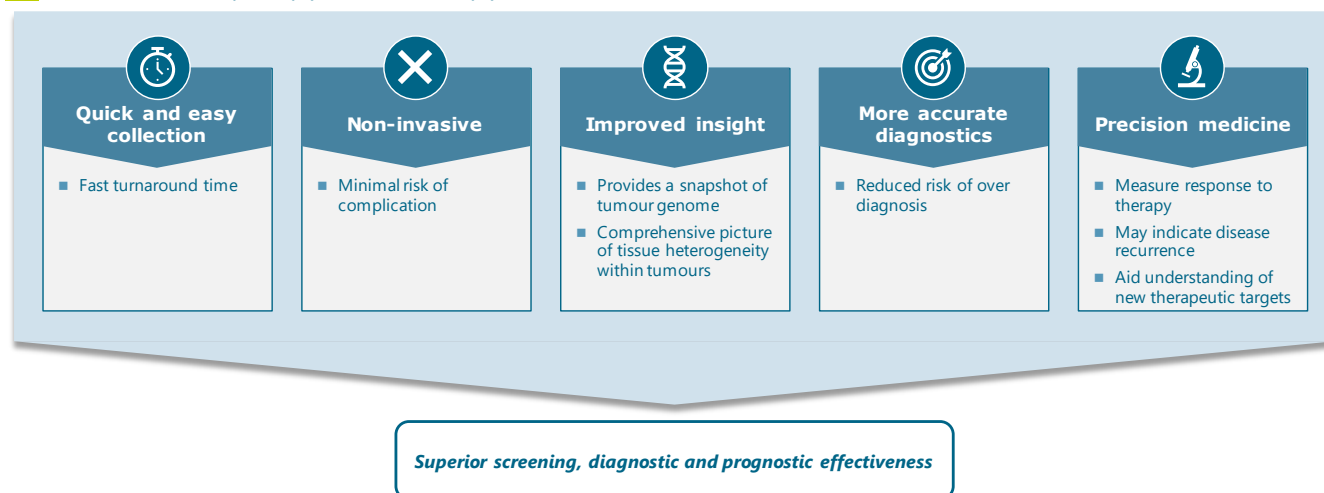 Quick and easy
collection
Fast turnaround time
Non-invasive
Minimal risk of
complication
Improved insight
Provides a snapshot of
tumour genome
Comprehensive picture
of tissue heterogeneity
within tumours
More accurate
diagnostics
Reduced risk of over
diagnosis
Precision medicine
Measure response to
therapy
May indicate disease
recurrence
Aid understanding of
new therapeutic targets
Superior screening, diagnostic and prognostic effectiveness